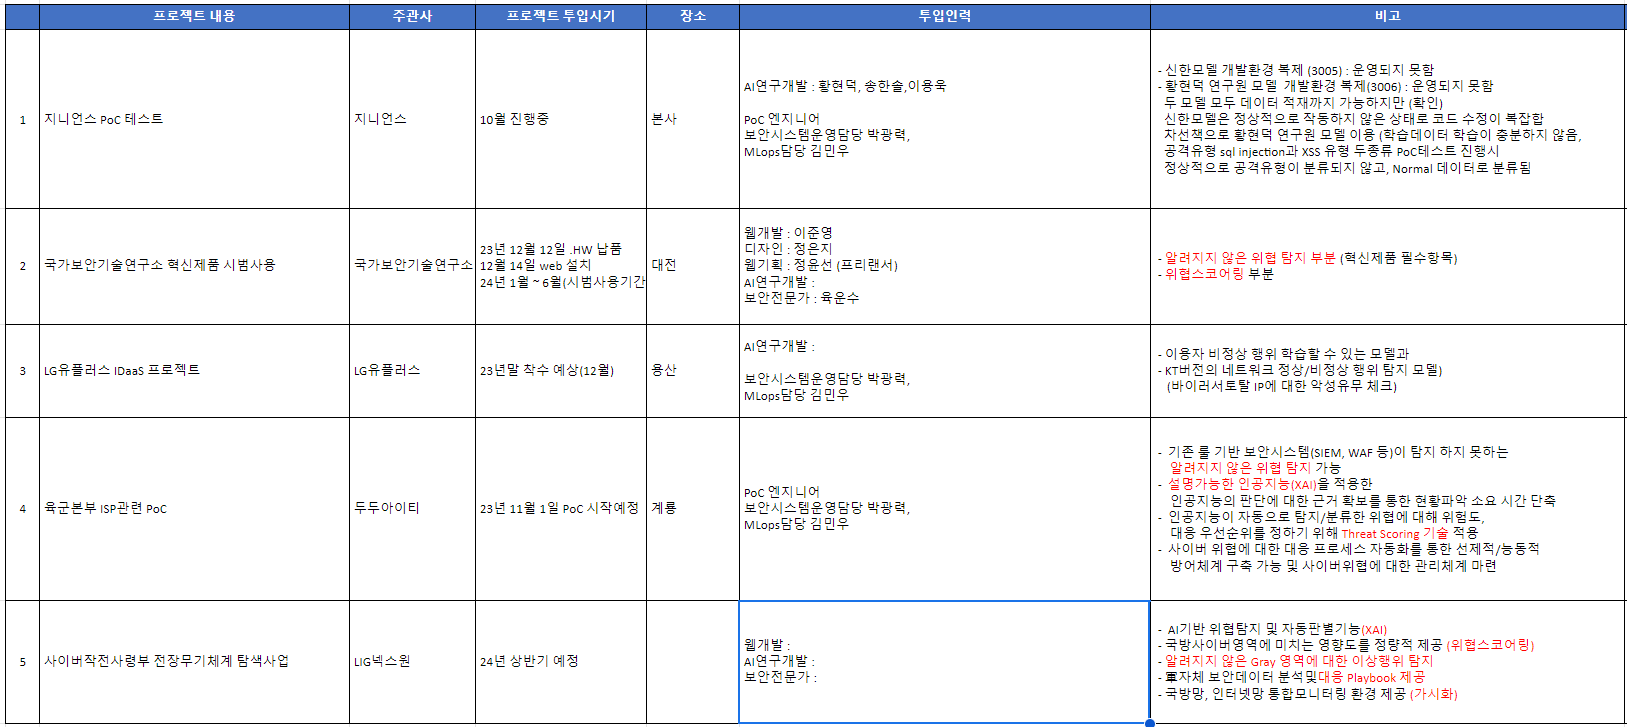 프로젝트 내용
주관사
프로젝트 투입시기
장소
투입인력
비고
1
지니언스 PoC 테스트
지니언스
10월 진행중
본사
AI연구개발 : 황현덕, 송한솔,이용욱
PoC 엔지니어
보안시스템운영담당 박광력,
MLops담당 김민우
- 신한모델 개발환경 복제 (3005) : 운영되지 못함
- 황현덕 연구원 모델  개발환경 복제(3006) : 운영되지 못함
두 모델 모두 데이터 적재까지 가능하지만 (확인)
신한모델은 정상적으로 작동하지 않은 상태로 코드 수정이 복잡합
차선책으로 황현덕 연구원 모델 이용 (학습데이터 학습이 충분하지 않음,
공격유형 sql injection과 XSS 유형 두종류 PoC테스트 진행시
정상적으로 공격유형이 분류되지 않고, Normal 데이터로 분류됨
2
국가보안기술연구소 혁신제품 시범사용
국가보안기술연구소
23년 12월 12일 .HW 납품
12월 14일 web 설치
24년 1월 ~ 6월(시범사용기간
대전
웹개발 : 이준영
디자인 : 정은지
웹기획 : 정윤선 (프리랜서)
AI연구개발 :
보안전문가 : 육운수
- 알려지지 않은 위협 탐지 부분 (혁신제품 필수항목)
- 위협스코어링 부분
3
LG유플러스 IDaaS 프로젝트
LG유플러스
23년말 착수 예상(12월)
용산
AI연구개발 :
보안시스템운영담당 박광력,
MLops담당 김민우
- 이용자 비정상 행위 학습할 수 있는 모델과
- KT버전의 네트워크 정상/비정상 행위 탐지 모델)
(바이러서토탈 IP에 대한 악성유무 체크)
4
육군본부 ISP관련 PoC
두두아이티
23년 11월 1일 PoC 시작예정
계룡
PoC 엔지니어
보안시스템운영담당 박광력,
MLops담당 김민우
-  기존 룰 기반 보안시스템(SIEM, WAF 등)이 탐지 하지 못하는
알려지지 않은 위협 탐지 가능
-  설명가능한 인공지능(XAI)을 적용한
인공지능의 판단에 대한 근거 확보를 통한 현황파악 소요 시간 단축
-  인공지능이 자동으로 탐지/분류한 위협에 대해 위험도,
대응 우선순위를 정하기 위해 Threat Scoring 기술 적용
-  사이버 위협에 대한 대응 프로세스 자동화를 통한 선제적/능동적
방어체계 구축 가능 및 사이버위협에 대한 관리체계 마련
5
사이버작전사령부 전장무기체계 탐색사업
LIG넥스원
24년 상반기 예정
웹개발 :
AI연구개발 :
보안전문가 :
-  AI기반 위협탐지 및 자동판별기능(XAI)
- 국방사이버영역에 미치는 영향도를 정량적 제공 (위협스코어링)
- 알려지지 않은 Gray 영역에 대한 이상행위 탐지
- 軍자체 보안데이터 분석및대응 Playbook 제공
- 국방망, 인터넷망 통합모니터링 환경 제공 (가시화)